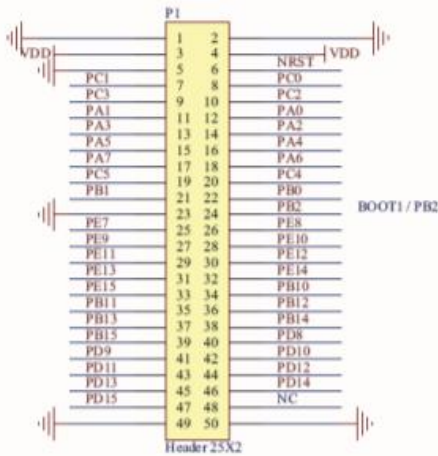 P1
1 2
VDD 3 4 VDD
5 6 NRST
PC1 7 8 PC0
PC3 9 10 PC2
PA1 11 12 PA0
PA3 13 14 PA2
PA5 15 16 PA4
PA7 17 18 PA6
PC5 19 20 PC4
PB1 21 22 PB0
23 24 PB2 BOOT1 / PB2
PE7 25 26 PE8
PE9 27 28 PE10
PE11 29 30 PE12
PE13 31 32 PE14
PE15 33 34 PB10
PB11 35 36 PB12
PB13 37 38 PB14
PB15 39 40 PD8
PD9 41 42 PD10
PD11 43 44 PD12
PD13 45 46 PD14
PD15 47 48 NC
49 50
Header 25X2